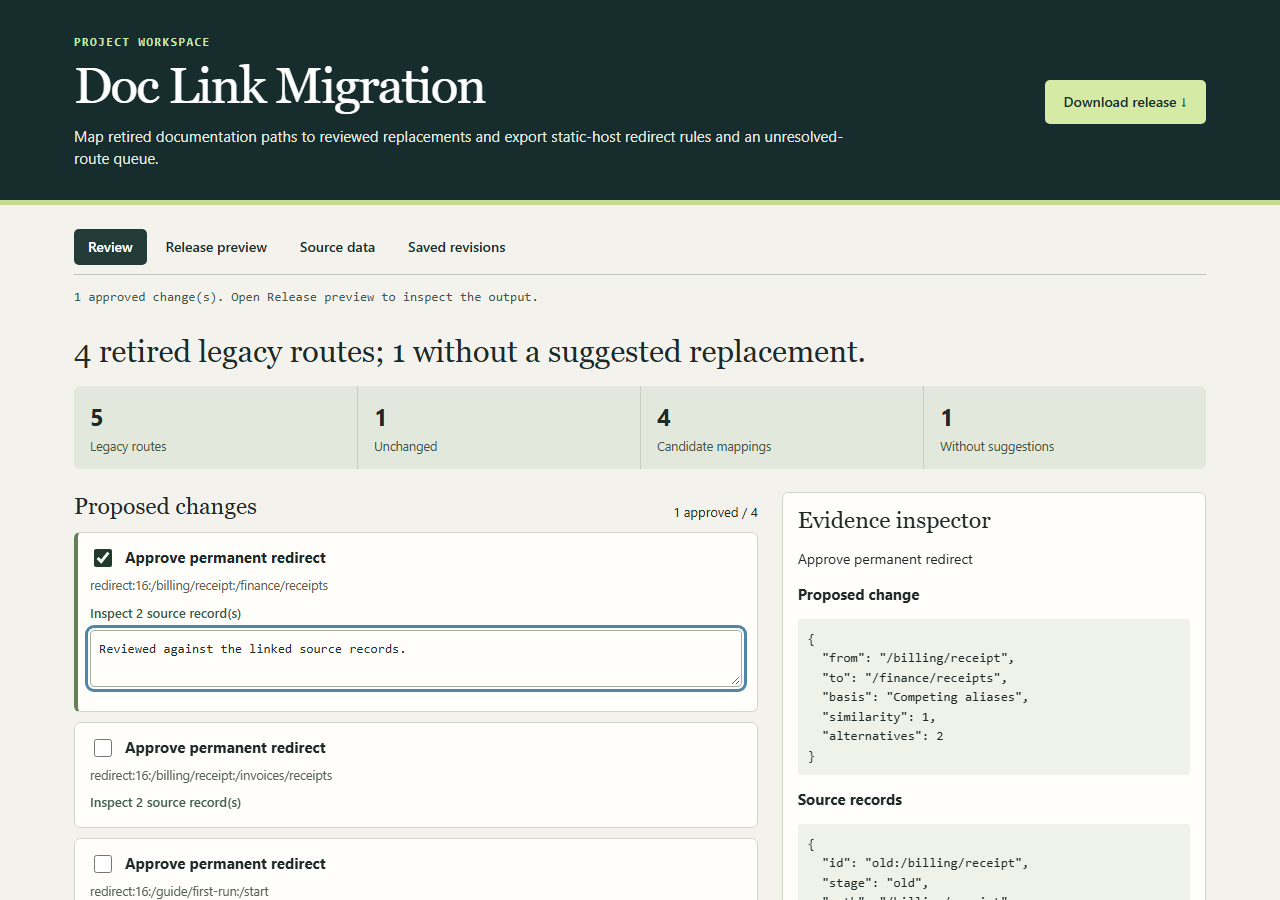 PROJECT WORKSPACE
Doc Link Migration
Map retired documentation paths to reviewed replacements and export static-host redirect rules and an unresolved-
route queue.
Download release ↓
Review
Release preview
Source data
Saved revisions
1 approved change(s). Open Release preview to inspect the output.
4 retired legacy routes; 1 without a suggested replacement.
5
Legacy routes
1
Unchanged
4
Candidate mappings
1
Without suggestions
Proposed changes
1 approved / 4
Approve permanent redirect
redirect:16:/billing/receipt:/finance/receipts
Inspect 2 source record(s)
Reviewed against the linked source records.
Approve permanent redirect
redirect:16:/billing/receipt:/invoices/receipts
Inspect 2 source record(s)
Approve permanent redirect
redirect:16:/guide/first-run:/start
Evidence inspector
Approve permanent redirect
Proposed change
{
"from": "/billing/receipt",
"to": "/finance/receipts",
"basis": "Competing aliases",
"similarity": 1,
"alternatives": 2
}
Source records
{
"id": "old:/billing/receipt",
"stage": "old",